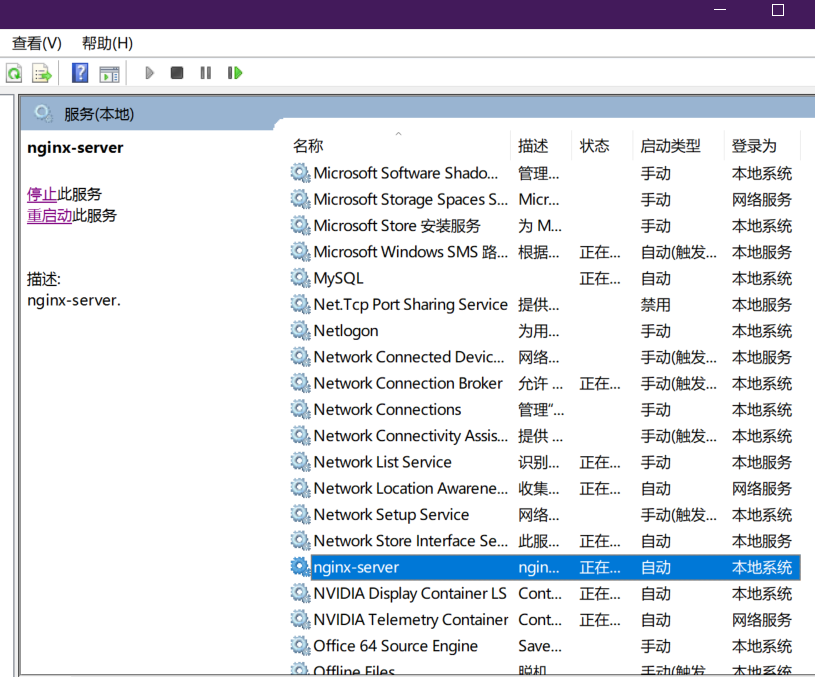 查看(V) 帮助(H)
服务(本地)
nginx-server
停止此服务
重启动此服务
描述:
nginx-server.
名称 描述 状态 启动类型 登录为
Microsoft Software Shado... 管理... 手动 本地系统
Microsoft Storage Spaces S... Micr... 手动 网络服务
Microsoft Store 安装服务 为 M... 手动 本地系统
Microsoft Windows SMS 路... 根据... 正在... 自动(触发... 本地服务
MySQL 正在... 自动 本地系统
Net.Tcp Port Sharing Service 提供... 禁用 本地服务
Netlogon 为用... 手动 本地系统
Network Connected Devic... 网络... 手动(触发... 本地服务
Network Connection Broker 允许 ... 正在... 手动(触发... 本地系统
Network Connections 管理“... 手动 本地系统
Network Connectivity Assis... 提供 ... 手动(触发... 本地系统
Network List Service 识别... 正在... 手动 本地服务
Network Location Awarene... 收集... 正在... 自动 网络服务
Network Setup Service 网络... 手动(触发... 本地系统
Network Store Interface Se... 此服... 正在... 自动 本地服务
nginx-server ngin... 正在... 自动 本地系统
NVIDIA Display Container LS Cont... 正在... 自动 本地系统
NVIDIA Telemetry Container Cont... 正在... 自动 网络服务
Office 64 Source Engine Save... 手动 本地系统
Offline Files 脱机... 手动(触发... 本地系统